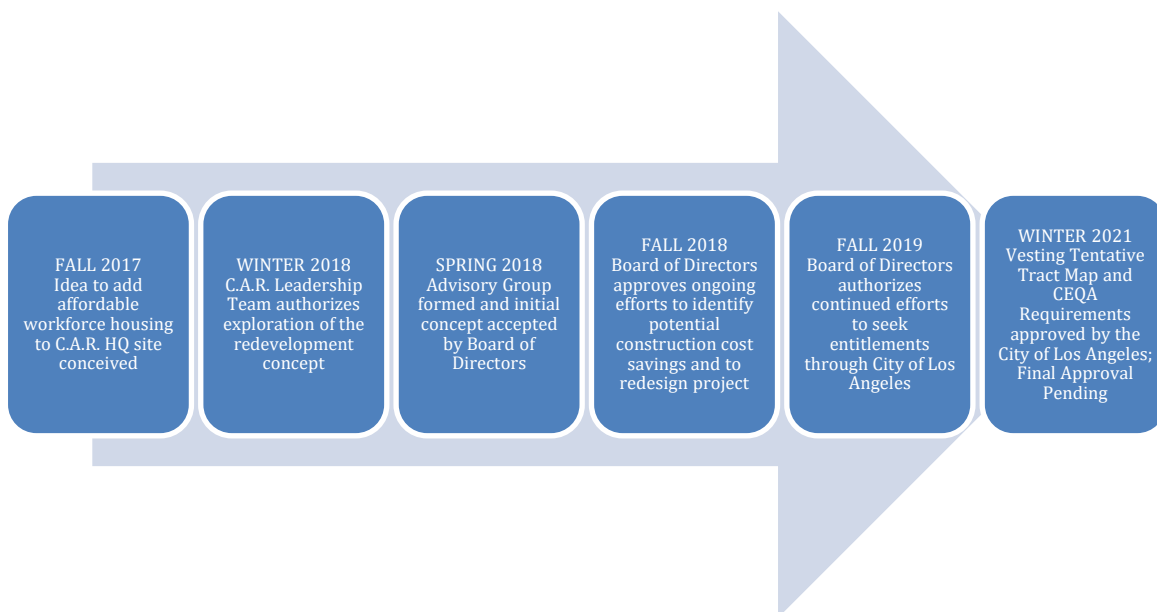 FALL 2017
Idea to add
affordable
workforce housing
to C.A.R. HQ site
conceived
WINTER 2018
C.A.R. Leadership
Team authorizes
exploration of the
redevelopment
concept
SPRING 2018
Advisory Group
formed and initial
concept accepted
by Board of
Directors
FALL 2018
Board of Directors
approves ongoing
efforts to identify
potential
construction cost
savings and to
redesign project
FALL 2019
Board of Directors
authorizes
continued efforts
to seek
entitlements
through City of Los
Angeles
WINTER 2021
Vesting Tentative
Tract Map and
CEQA
Requirements
approved by the
City of Los Angeles;
Final Approval
Pending